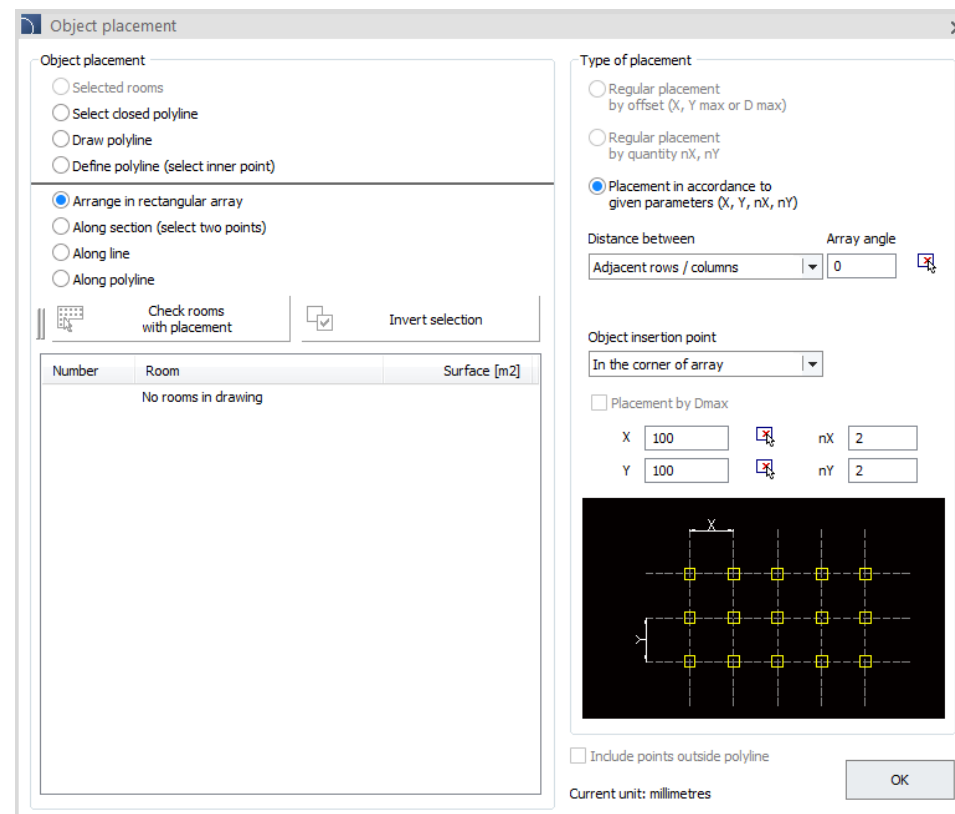 Object placement
Object placement
Selected rooms
Select closed polyline
Draw polyline
Define polyline (select inner point)
Arrange in rectangular array
Along section (select two points)
Along line
Along polyline
Check rooms
with placement
Invert selection
Number Room Surface [m2]
No rooms in drawing
Type of placement
Regular placement
by offset (X, Y max or D max)
Regular placement
by quantity nX, nY
Placement in accordance to
given parameters (X, Y, nX, nY)
Distance between Array angle
Adjacent rows / columns 0
Object insertion point
In the corner of array
Placement by Dmax
X 100 nX 2
Y 100 nY 2
X
Y
Include points outside polyline
Current unit: millimetres
OK